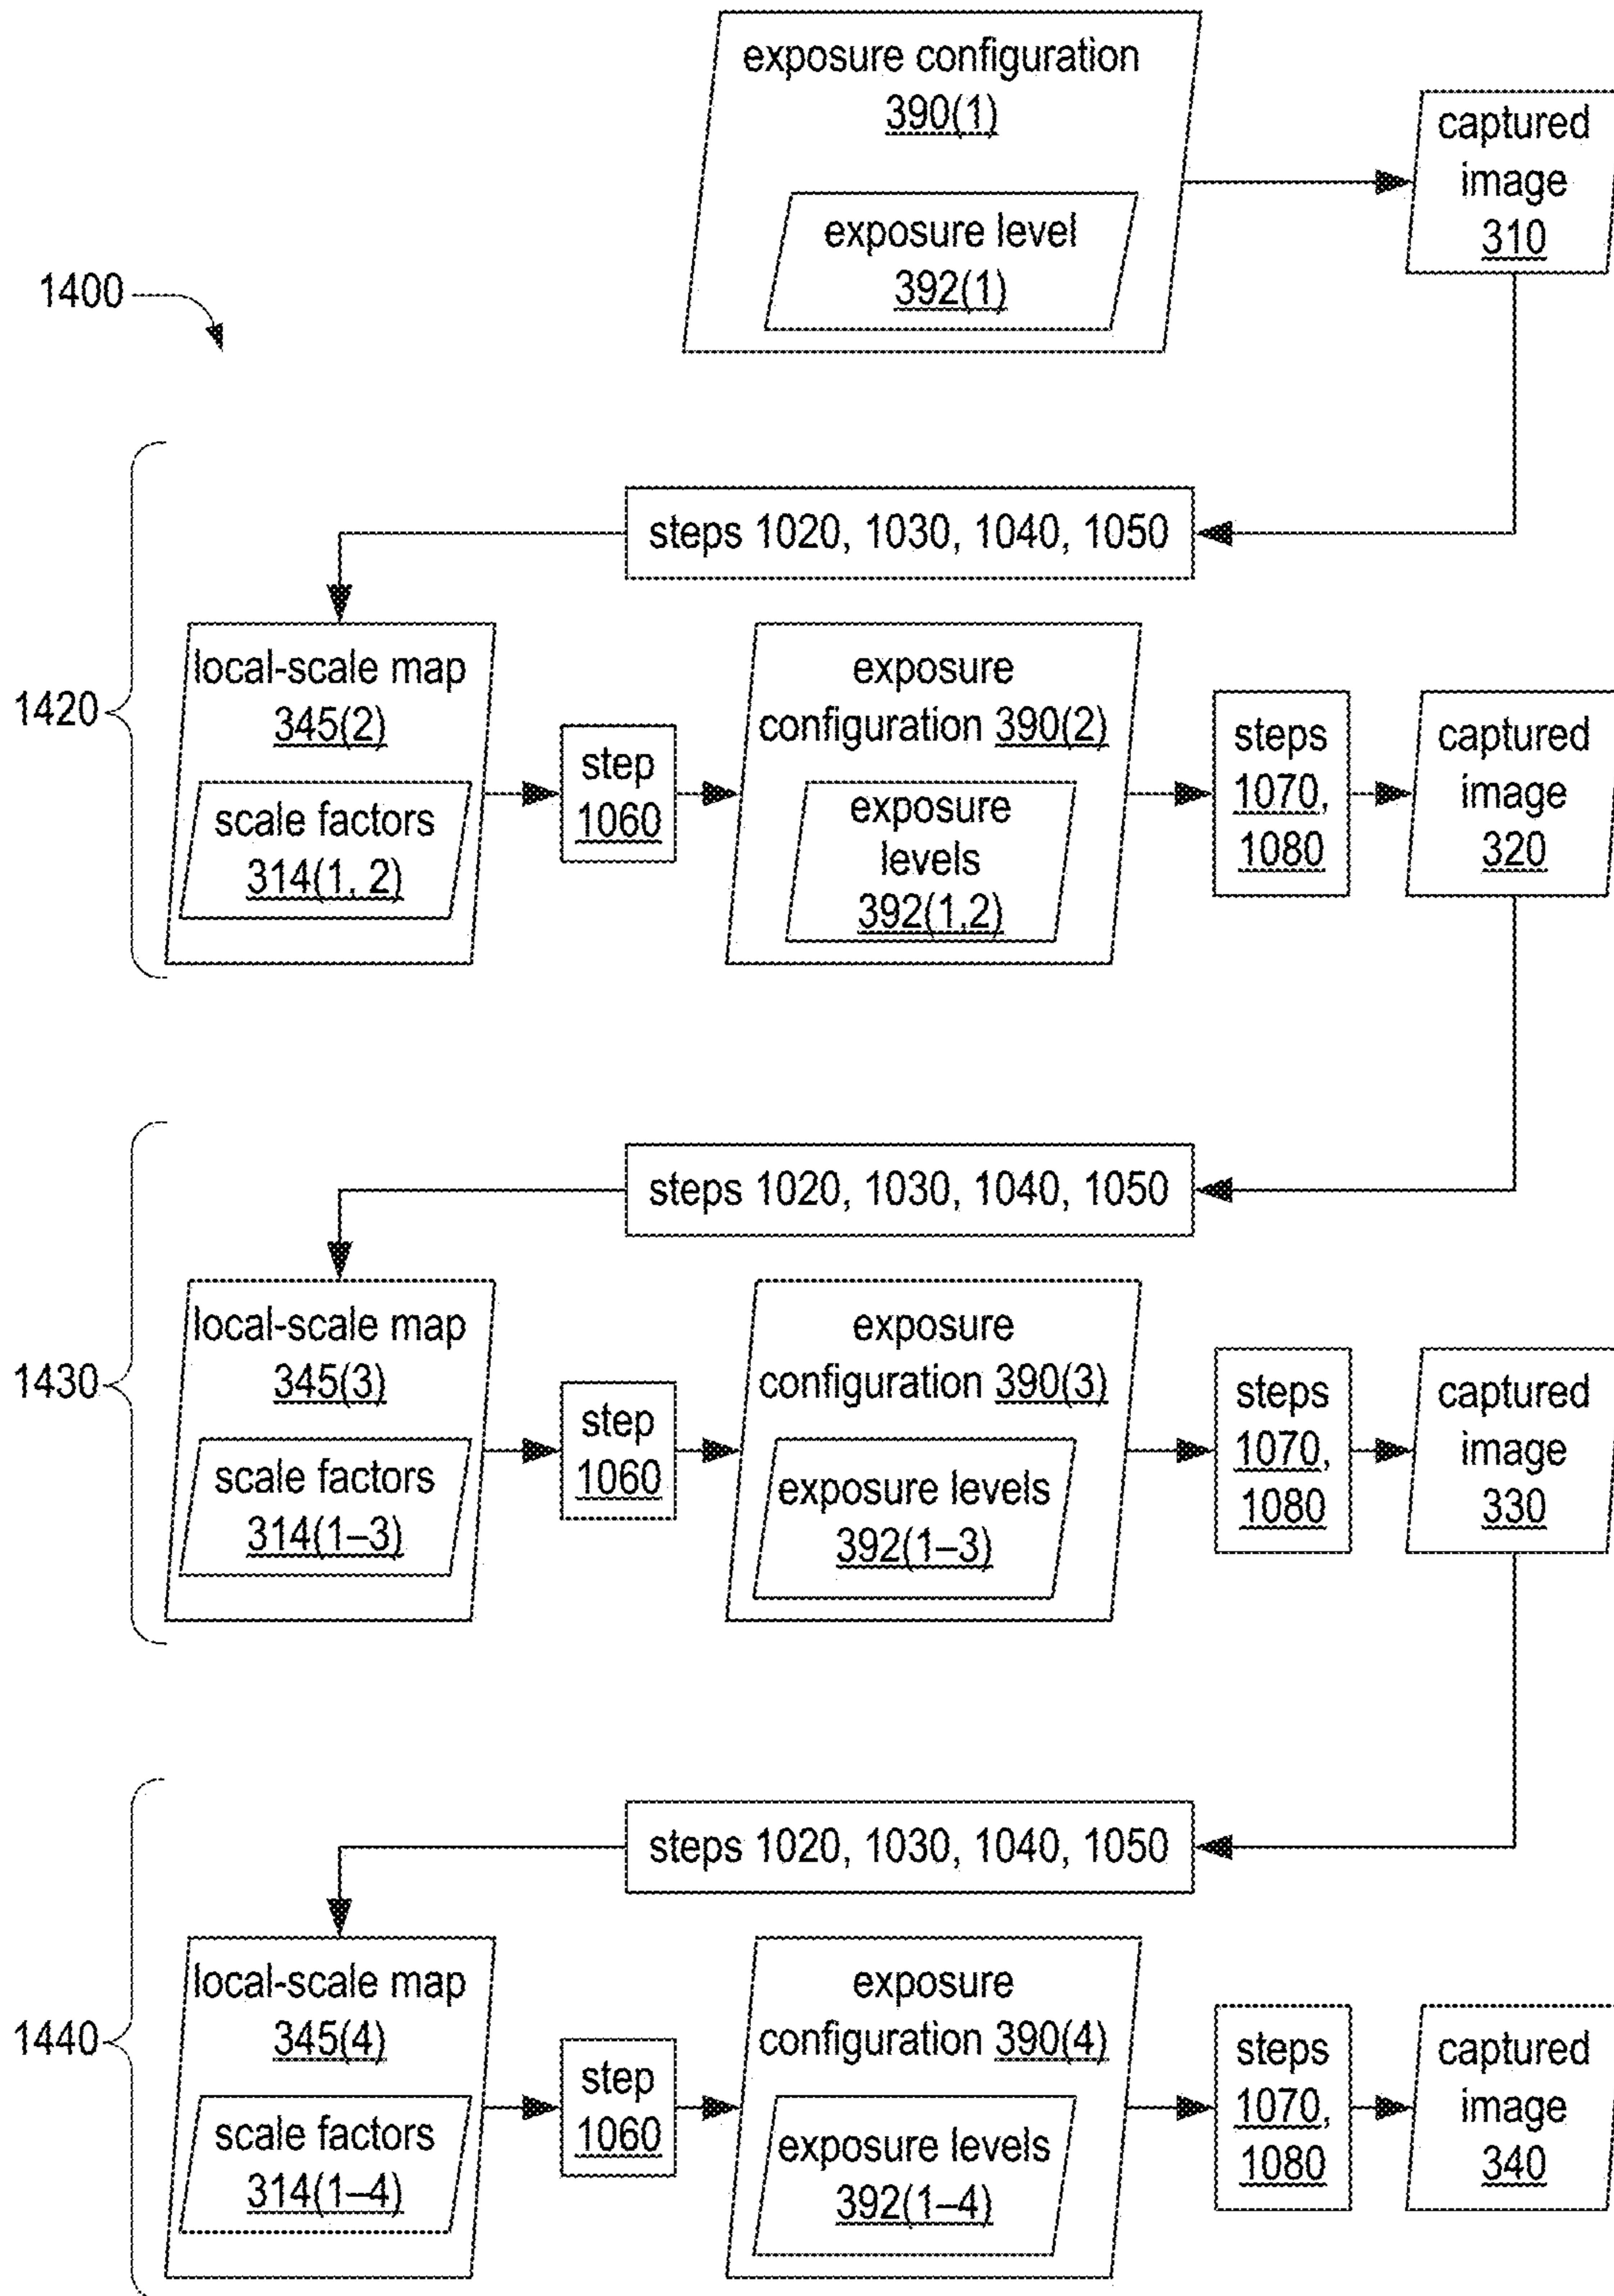 exposure configuration
390(1)
exposure level
392(1)
captured
image
310
1400
steps 1020, 1030, 1040, 1050
1420
local-scale map
345(2)
scale factors
314(1, 2)
step
1060
exposure
configuration 390(2)
exposure
levels
392(1,2)
steps
1070,
1080
captured
image
320
steps 1020, 1030, 1040, 1050
1430
local-scale map
345(3)
scale factors
314(1–3)
step
1060
exposure
configuration 390(3)
exposure levels
392(1–3)
steps
1070,
1080
captured
image
330
steps 1020, 1030, 1040, 1050
1440
local-scale map
345(4)
scale factors
314(1–4)
step
1060
exposure
configuration 390(4)
exposure levels
392(1–4)
steps
1070,
1080
captured
image
340